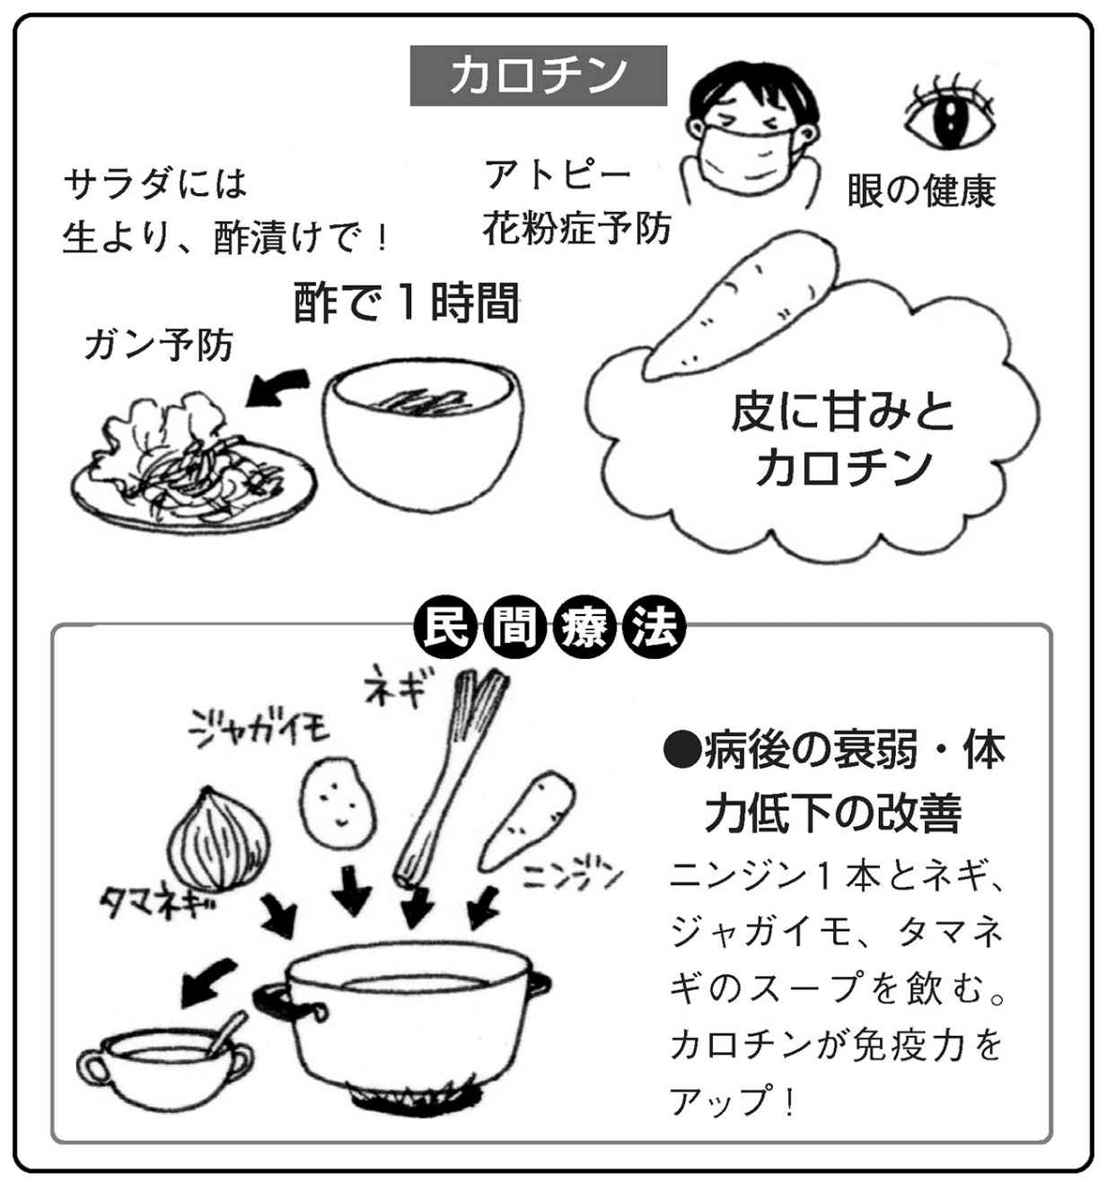 カロチン
サラダには
生より、酢漬けで！
アトピー
花粉症予防
眼の健康
酢で１時間
ガン予防
皮に甘みと
カロチン
民間療法
ネギ
ジャガイモ
タマネギ
ニンジン
●病後の衰弱・体
力低下の改善
ニンジン１本とネギ、
ジャガイモ、タマネ
ギのスープを飲む。
カロチンが免疫力を
アップ！